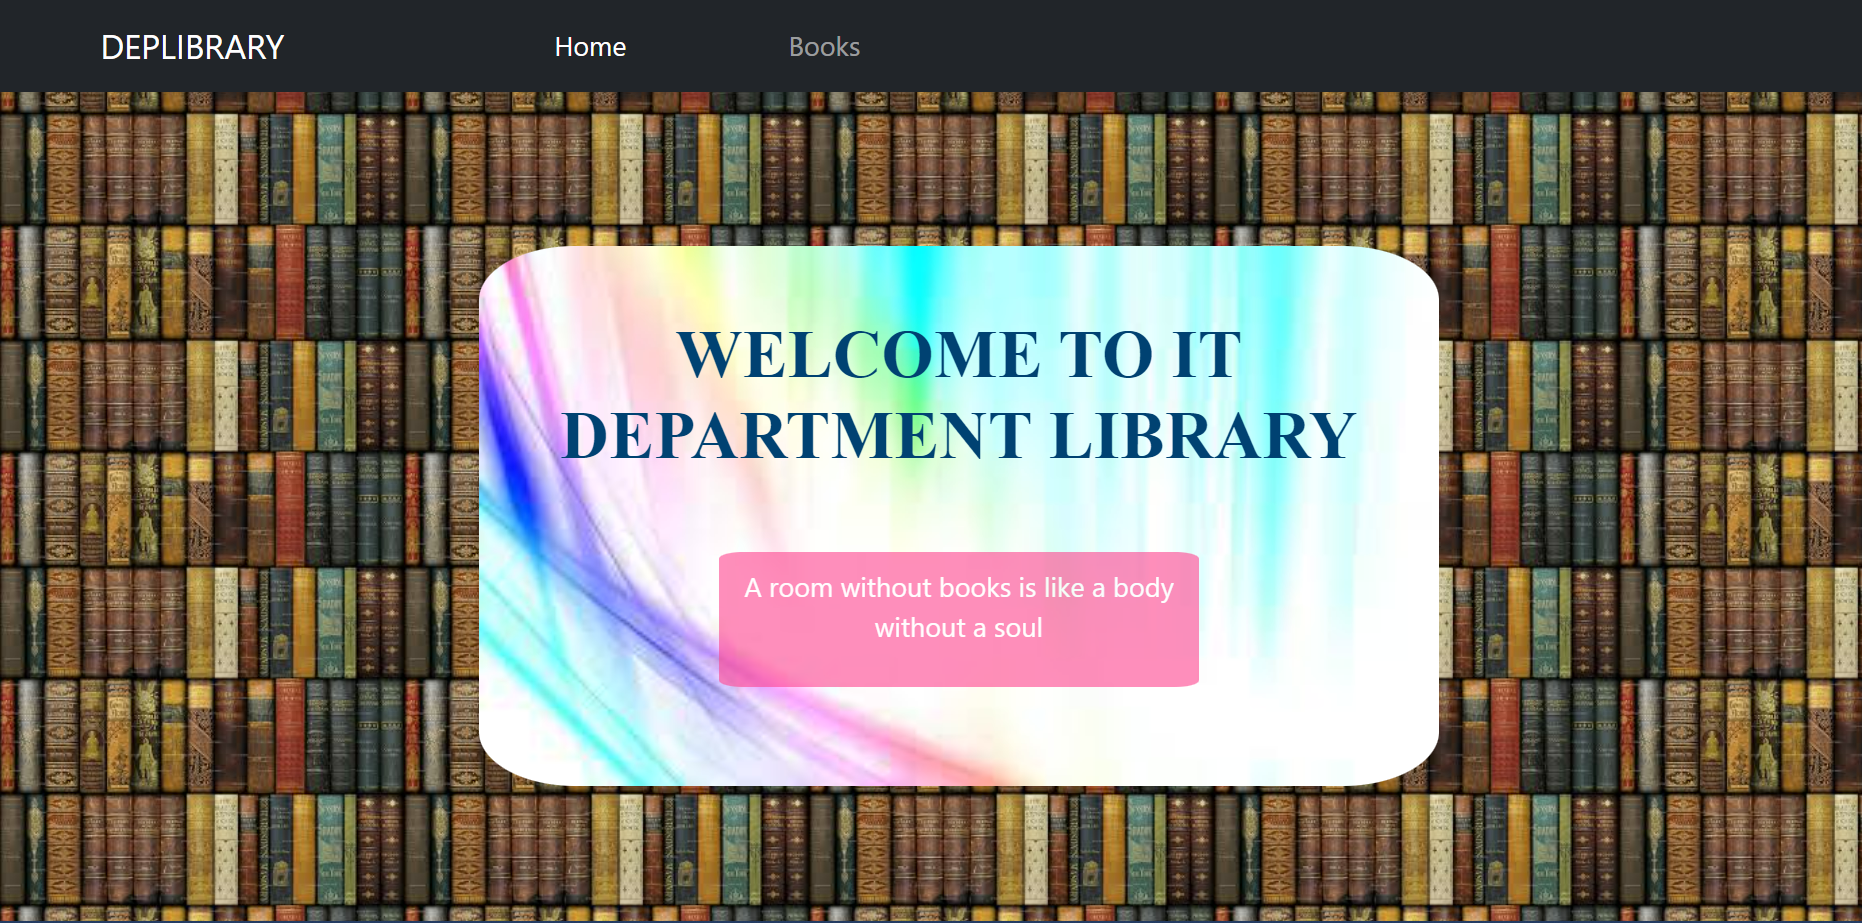 DEPLIBRARY
Home
Books
WELCOME TO IT
DEPARTMENT LIBRARY
A room without books is like a body
without a soul